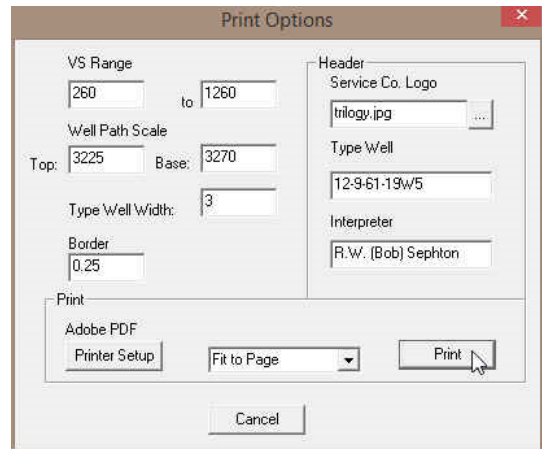 Print Options
VS Range
260 to 1260
Well Path Scale
Top: 3225 Base: 3270
Type Well Width: 3
Border
0.25
Header
Service Co. Logo
trilogy.jpg ...
Type Well
12-9-61-19W5
Interpreter
R.W. (Bob) Sephton
Print
Adobe PDF
Printer Setup Fit to Page Print
Cancel